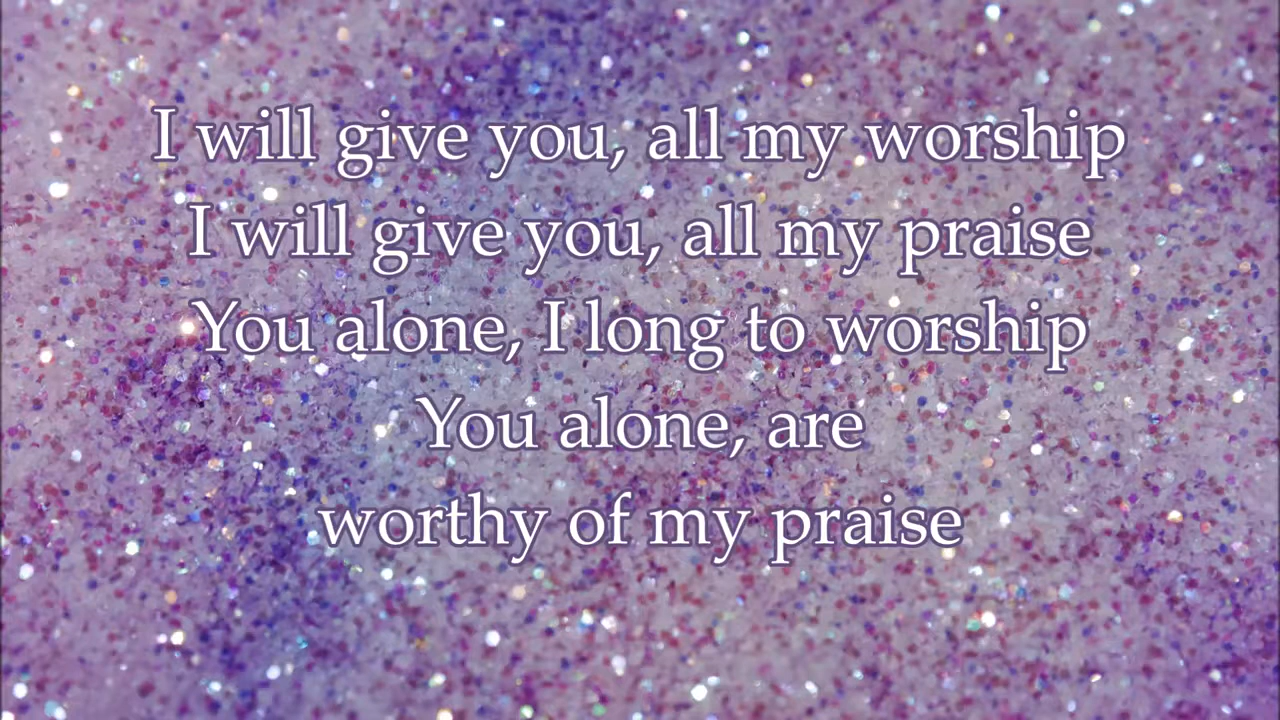 I will give you, all my worship
I will give you, all my praise
You alone, I long to worship
You alone, are
worthy of my praise